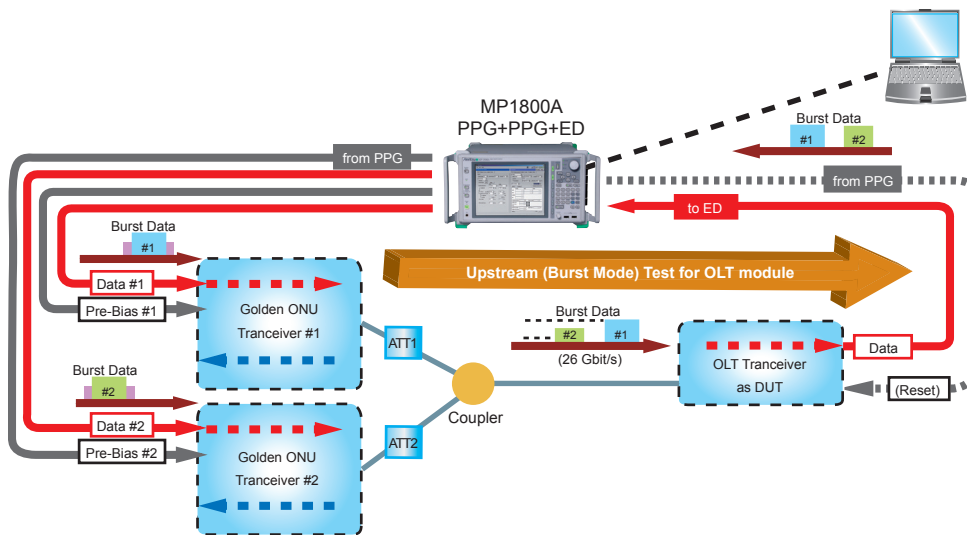 MP1800A
PPG+PPG+ED
Burst Data
#1
#2
from PPG
from PPG
to ED
Burst Data
#1
Upstream (Burst Mode) Test for OLT module
Data #1
Golden ONU
Tranceiver #1
Pre-Bias #1
ATT1
Burst Data
#2
#1
(26 Gbit/s)
OLT Tranceiver
as DUT
Data
(Reset)
Coupler
Burst Data
#2
Data #2
Golden ONU
Tranceiver #2
Pre-Bias #2
ATT2